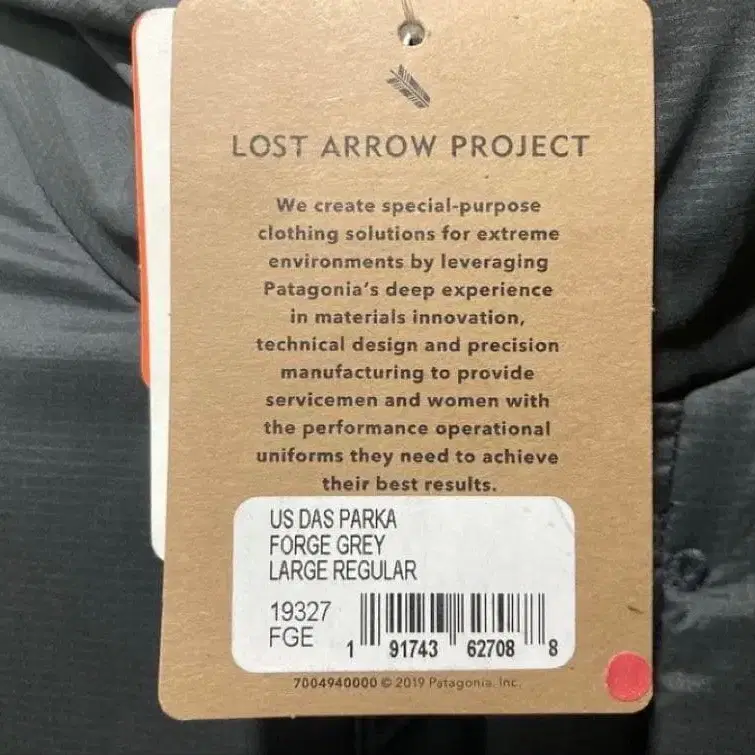 LOST ARROW PROJECT
We create special-purpose
clothing solutions for extreme
environments by leveraging
Patagonia's deep experience
in materials innovation,
technical design and precision
manufacturing to provide
servicemen and women with
the performance operational
uniforms they need to achieve
their best results.
US DAS PARKA
FORGE GREY
LARGE REGULAR
19327
FGE
1 91743 62708 8
7004940000 © 2019 Patagonia, Inc.